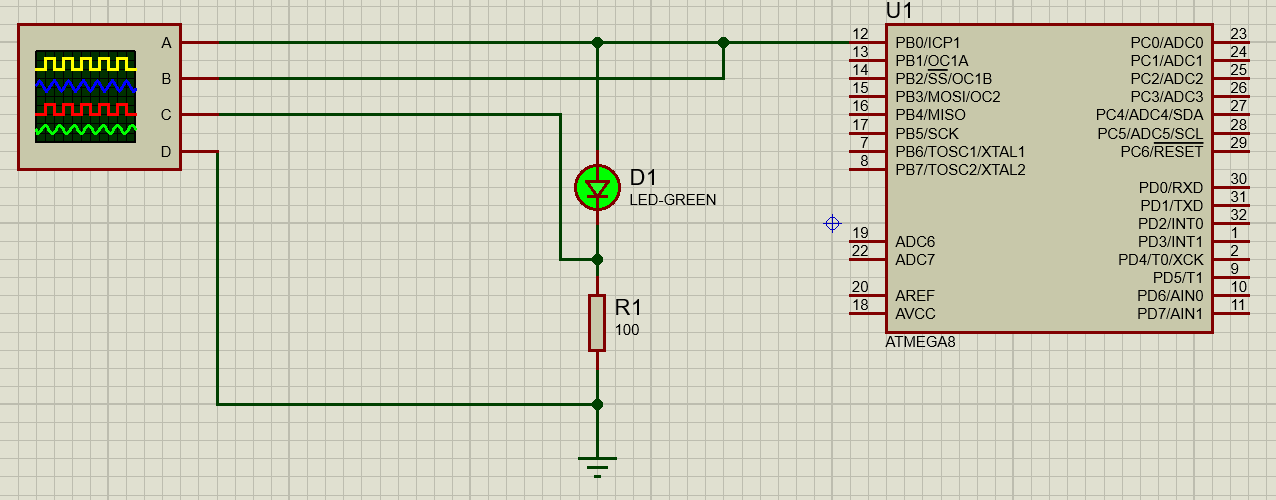 U1
A
B
C
D
D1
LED-GREEN
R1
100
12 PB0/ICP1
13 PB1/OC1A
14 PB2/SS/OC1B
15 PB3/MOSI/OC2
16 PB4/MISO
17 PB5/SCK
7 PB6/TOSC1/XTAL1
8 PB7/TOSC2/XTAL2
19 ADC6
22 ADC7
20 AREF
18 AVCC
PC0/ADC0 23
PC1/ADC1 24
PC2/ADC2 25
PC3/ADC3 26
PC4/ADC4/SDA 27
PC5/ADC5/SCL 28
PC6/RESET 29
PD0/RXD 30
PD1/TXD 31
PD2/INT0 32
PD3/INT1 1
PD4/T0/XCK 2
PD5/T1 9
PD6/AIN0 10
PD7/AIN1 11
ATMEGA8